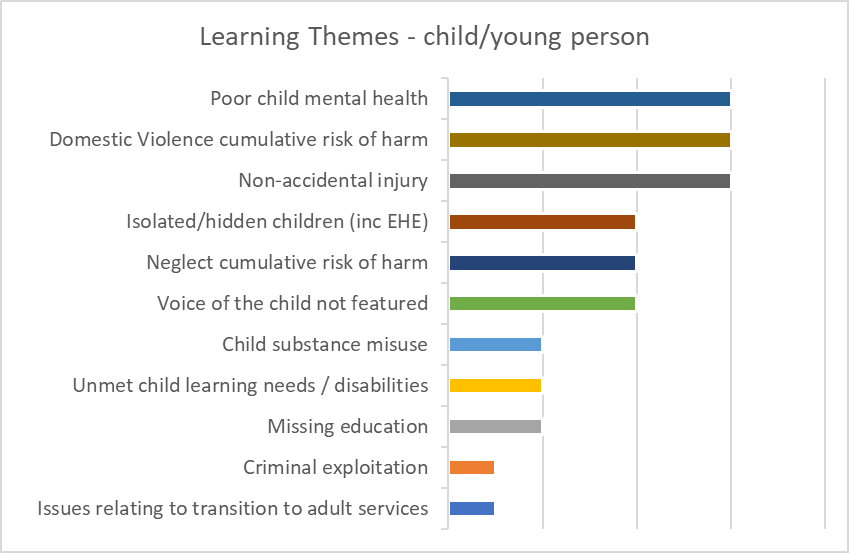 Learning Themes - child/young person
Poor child mental health
Domestic Violence cumulative risk of harm
Non-accidental injury
Isolated/hidden children (inc EHE)
Neglect cumulative risk of harm
Voice of the child not featured
Child substance misuse
Unmet child learning needs / disabilities
Missing education
Criminal exploitation
Issues relating to transition to adult services